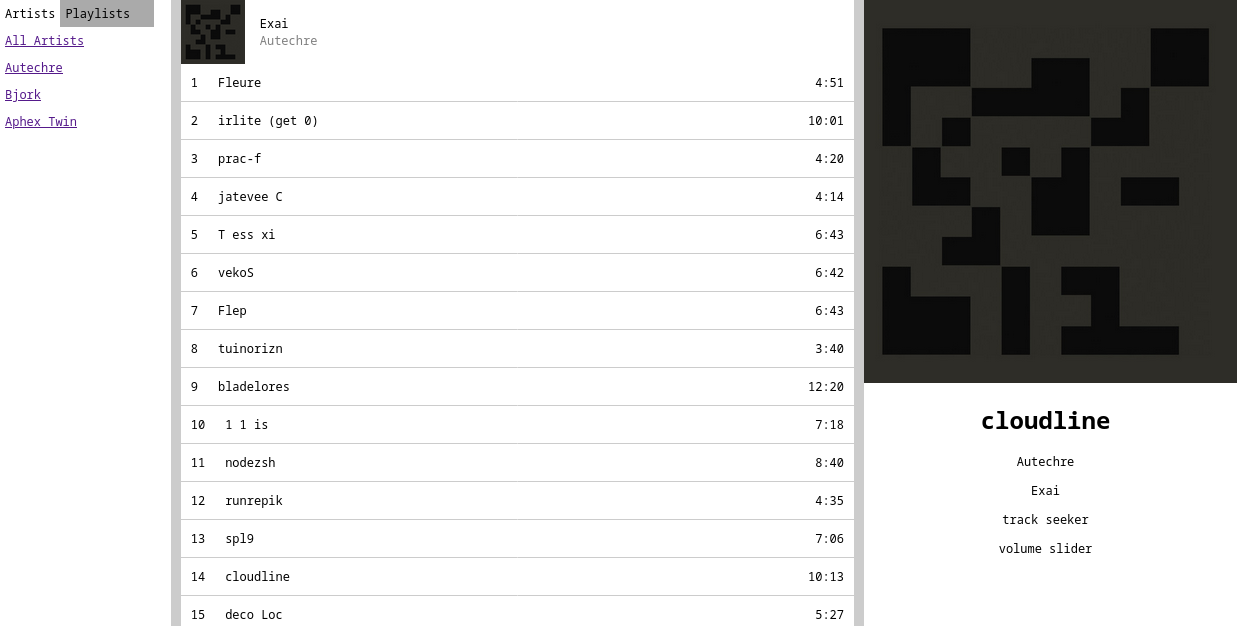 Artists Playlists
All Artists
Autechre
Bjork
Aphex Twin
Exai
Autechre
1 Fleure 4:51
2 irlite (get 0) 10:01
3 prac-f 4:20
4 jatevee C 4:14
5 T ess xi 6:43
6 vekoS 6:42
7 Flep 6:43
8 tuinorizn 3:40
9 bladelores 12:20
10 1 1 is 7:18
11 nodezsh 8:40
12 runrepik 4:35
13 spl9 7:06
14 cloudline 10:13
15 deco Loc 5:27
cloudline
Autechre
Exai
track seeker
volume slider